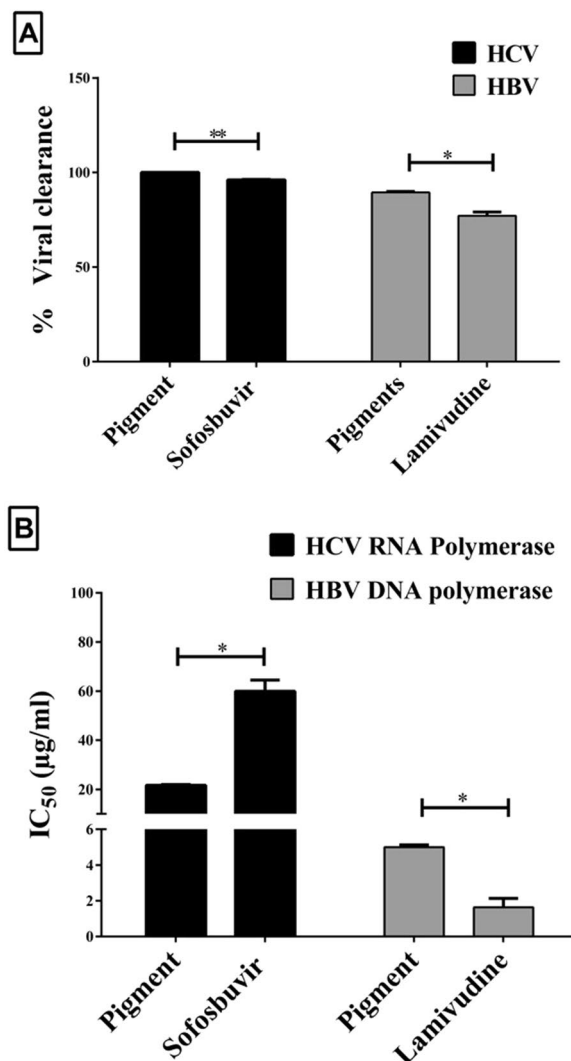 A
HCV
HBV
% Viral clearance
150
100
50
0
**
*
Pigment
Sofosbuvir
Pigments
Lamivudine
B
HCV RNA Polymerase
HBV DNA polymerase
IC50 (µg/ml)
100
80
60
40
20
6
4
2
0
*
*
Pigment
Sofosbuvir
Pigment
Lamivudine